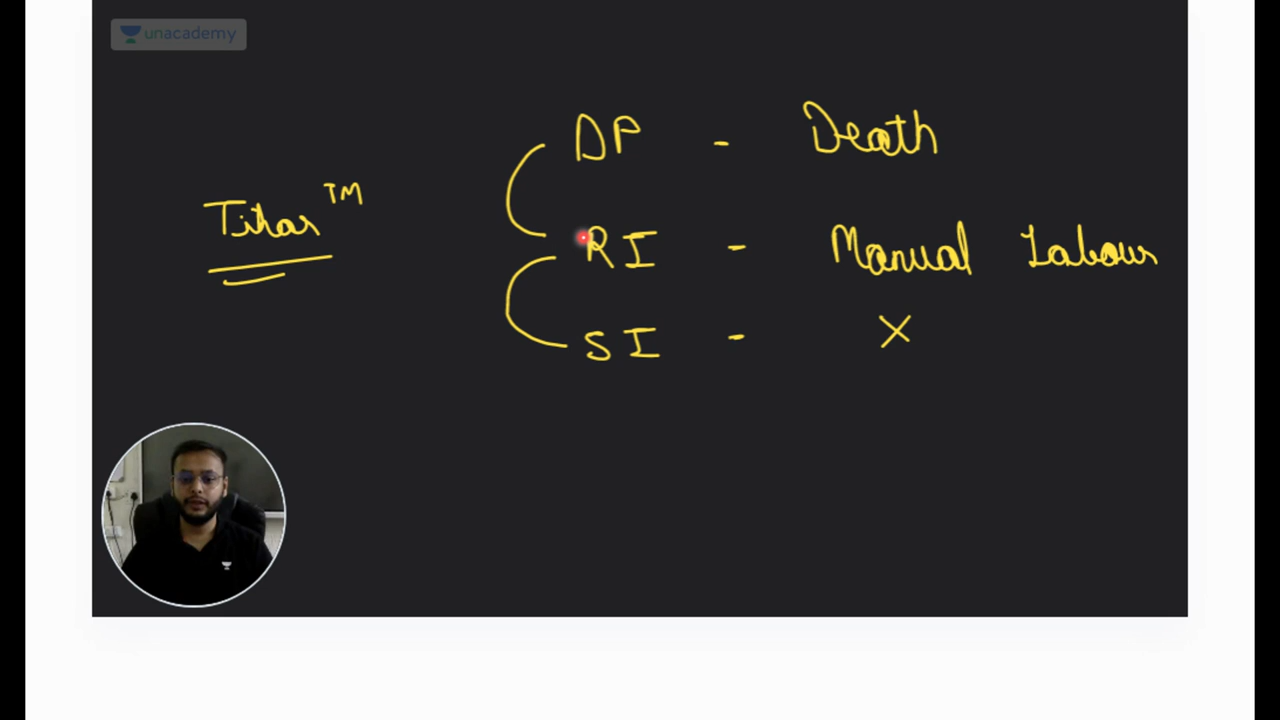 unacademy
DP - Death
Tihar TM
RI - Manual Labour
SI - X